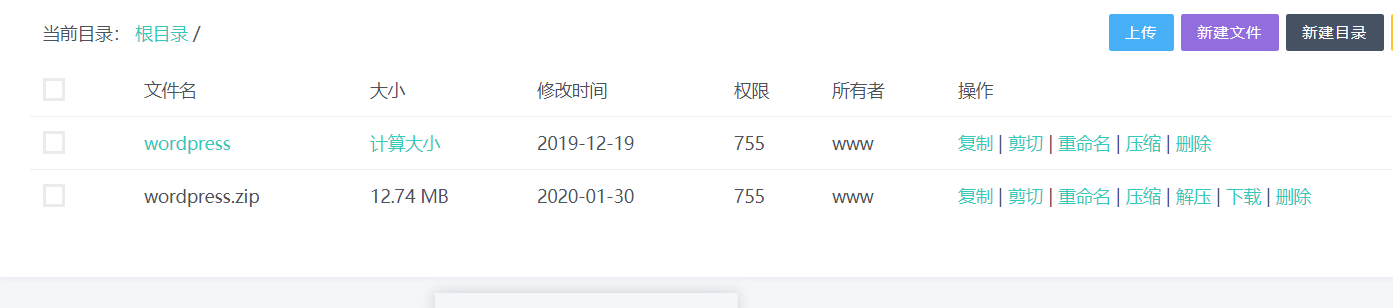 当前目录： 根目录 / 上传 新建文件 新建目录
文件名 大小 修改时间 权限 所有者 操作
wordpress 计算大小 2019-12-19 755 www 复制 | 剪切 | 重命名 | 压缩 | 删除
wordpress.zip 12.74 MB 2020-01-30 755 www 复制 | 剪切 | 重命名 | 压缩 | 解压 | 下载 | 删除